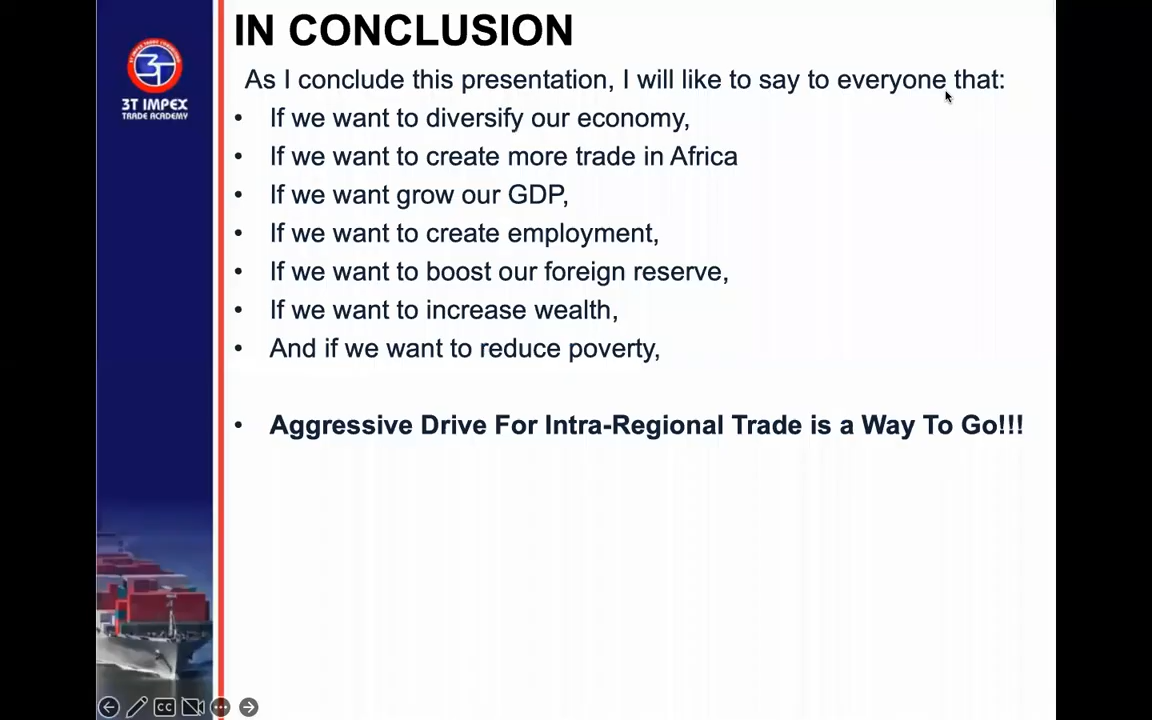 IN CONCLUSION
As I conclude this presentation, I will like to say to everyone that:
• If we want to diversify our economy,
• If we want to create more trade in Africa
• If we want grow our GDP,
• If we want to create employment,
• If we want to boost our foreign reserve,
• If we want to increase wealth,
• And if we want to reduce poverty,
• Aggressive Drive For Intra-Regional Trade is a Way To Go!!!
3T IMPEX
TRADE ACADEMY
CC